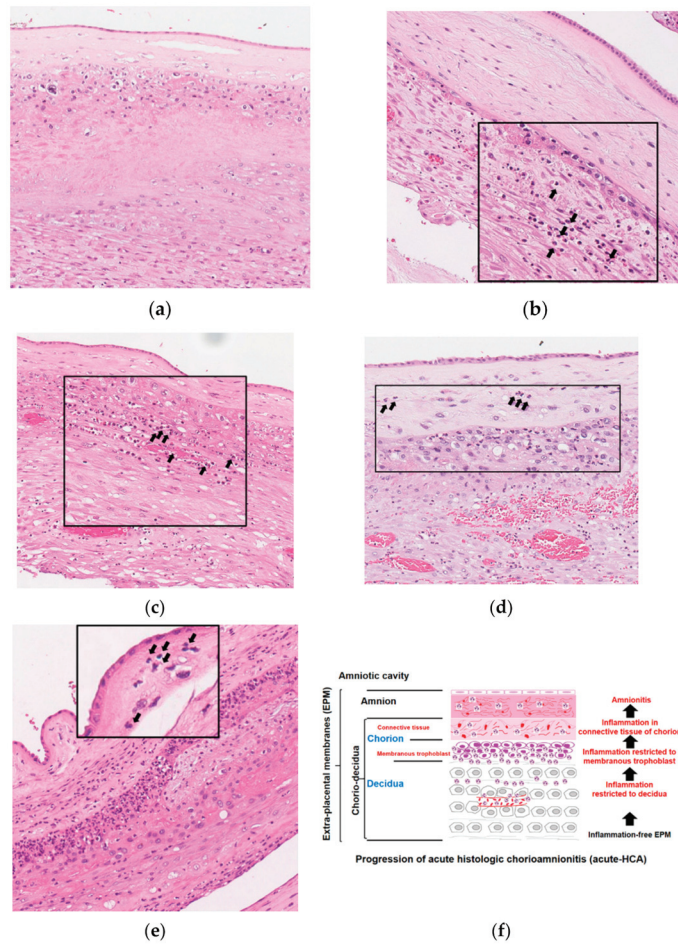 (a)
(b)
(c)
(d)
Extra-placental membranes (EPM)
Chorio-decidua
Amniotic cavity
Amnion
Connective tissue
Chorion
Membranous trophoblast
Decidua
Amnionitis
Inflammation in
connective tissue of chorion
Inflammation restricted to
membranous trophoblast
Inflammation
restricted to decidua
Inflammation-free EPM
Progression of acute histologic chorioamnionitis (acute-HCA)
(e)
(f)